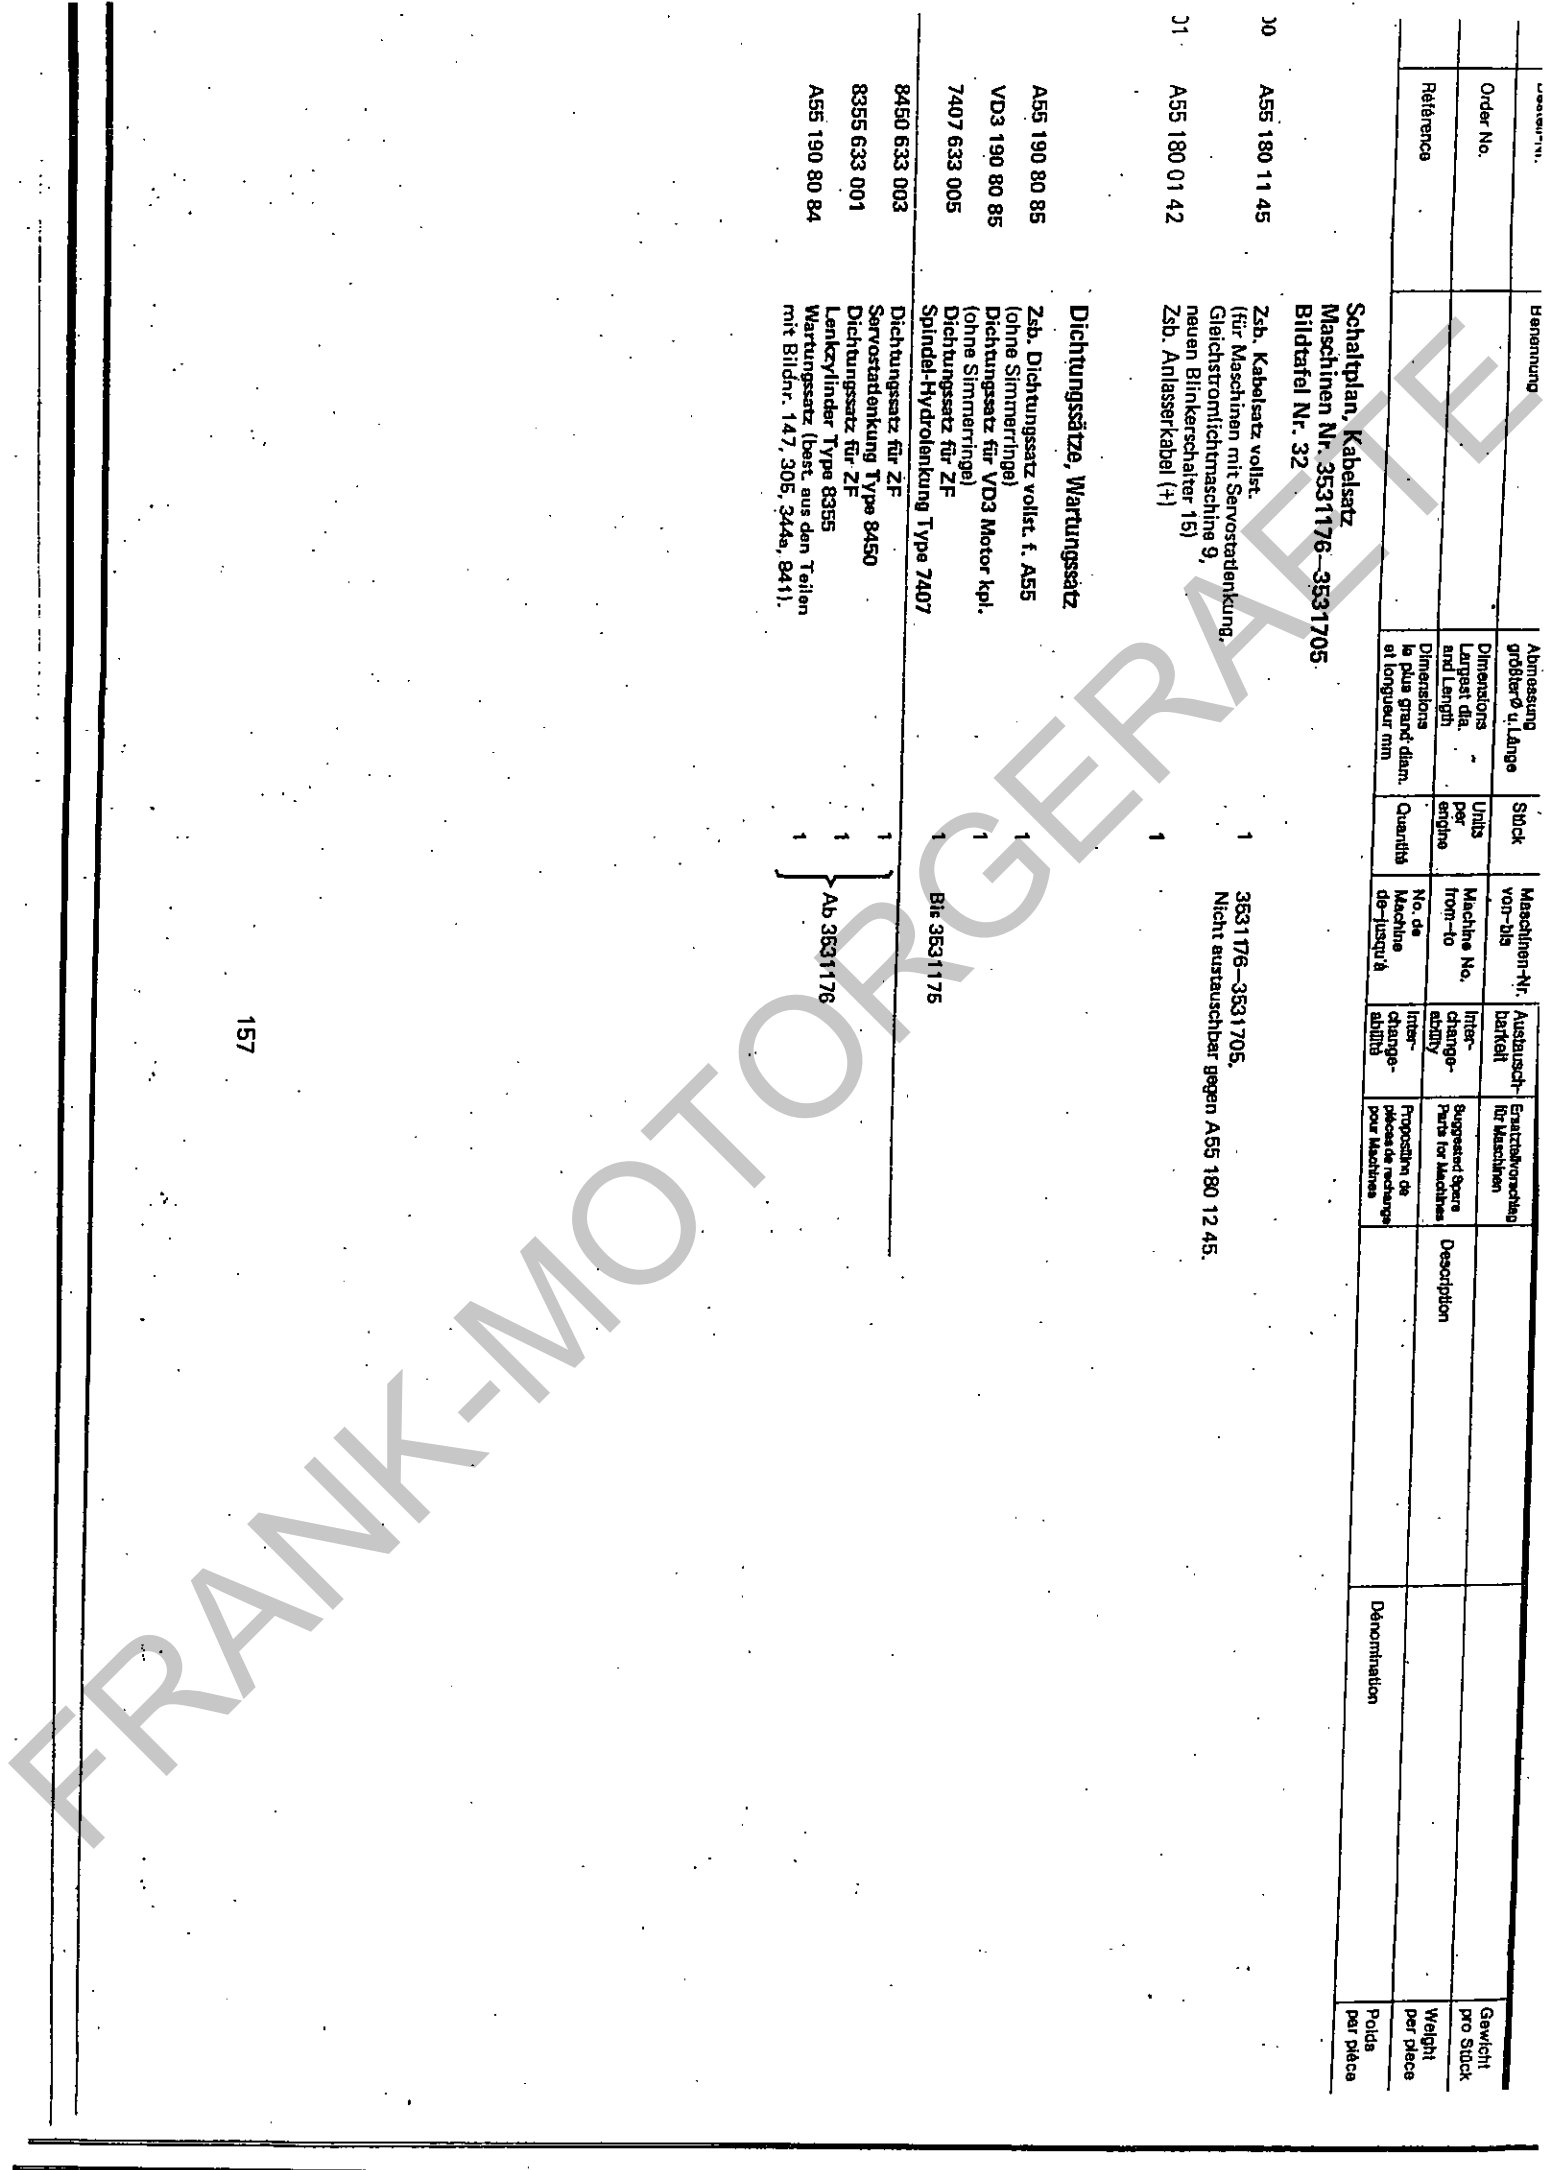 Order No.
Référence
Benennung
Abmessung
größter Ø u. Länge
Dimensions
Largest dia.
and Length
Dimensions
le plus grand diam.
et longueur mm
Stück
Units
per
engine
Quantité
Maschinen-Nr.
von-bis
Machine No.
from-to
No. de
Machine
de-jusqu'à
Austausch-
barkeit
Inter-
change-
ability
Inter-
change-
abilité
Ersatzteilvorschlag
für Maschinen
Suggested Spare
Parts for Machines
Proposition de
pièces de rechange
pour Machines
Description
Dénomination
Gewicht
pro Stück
Weight
per piece
Poids
par pièce
Schaltplan, Kabelsatz
Maschinen Nr. 3531176–3531705
Bildtafel Nr. 32
00 A55 180 11 45 Zsb. Kabelsatz vollst. 1 3531176–3531705.
(für Maschinen mit Servostatlenkung, Nicht austauschbar gegen A55 180 12 45.
Gleichstromlichtmaschine 9,
neuen Blinkerschalter 15)
01 A55 180 01 42 Zsb. Anlasserkabel (+) 1
Dichtungssätze, Wartungssatz
A55 190 80 85 Zsb. Dichtungssatz vollst. f. A55 1
(ohne Simmerringe)
VD3 190 80 85 Dichtungssatz für VD3 Motor kpl. 1
(ohne Simmerringe)
7407 633 005 Dichtungssatz für ZF 1 Bis 3531175
Spindel-Hydrolenkung Type 7407
8450 633 003 Dichtungssatz für ZF 1
Servostatlenkung Type 8450
8355 633 001 Dichtungssatz für ZF 1 Ab 3531176
Lenkzylinder Type 8355
A55 190 80 84 Wartungssatz (best. aus den Teilen 1
mit Bildnr. 147, 305, 344a, 841).
157
FRANK-MOTORGERAETE